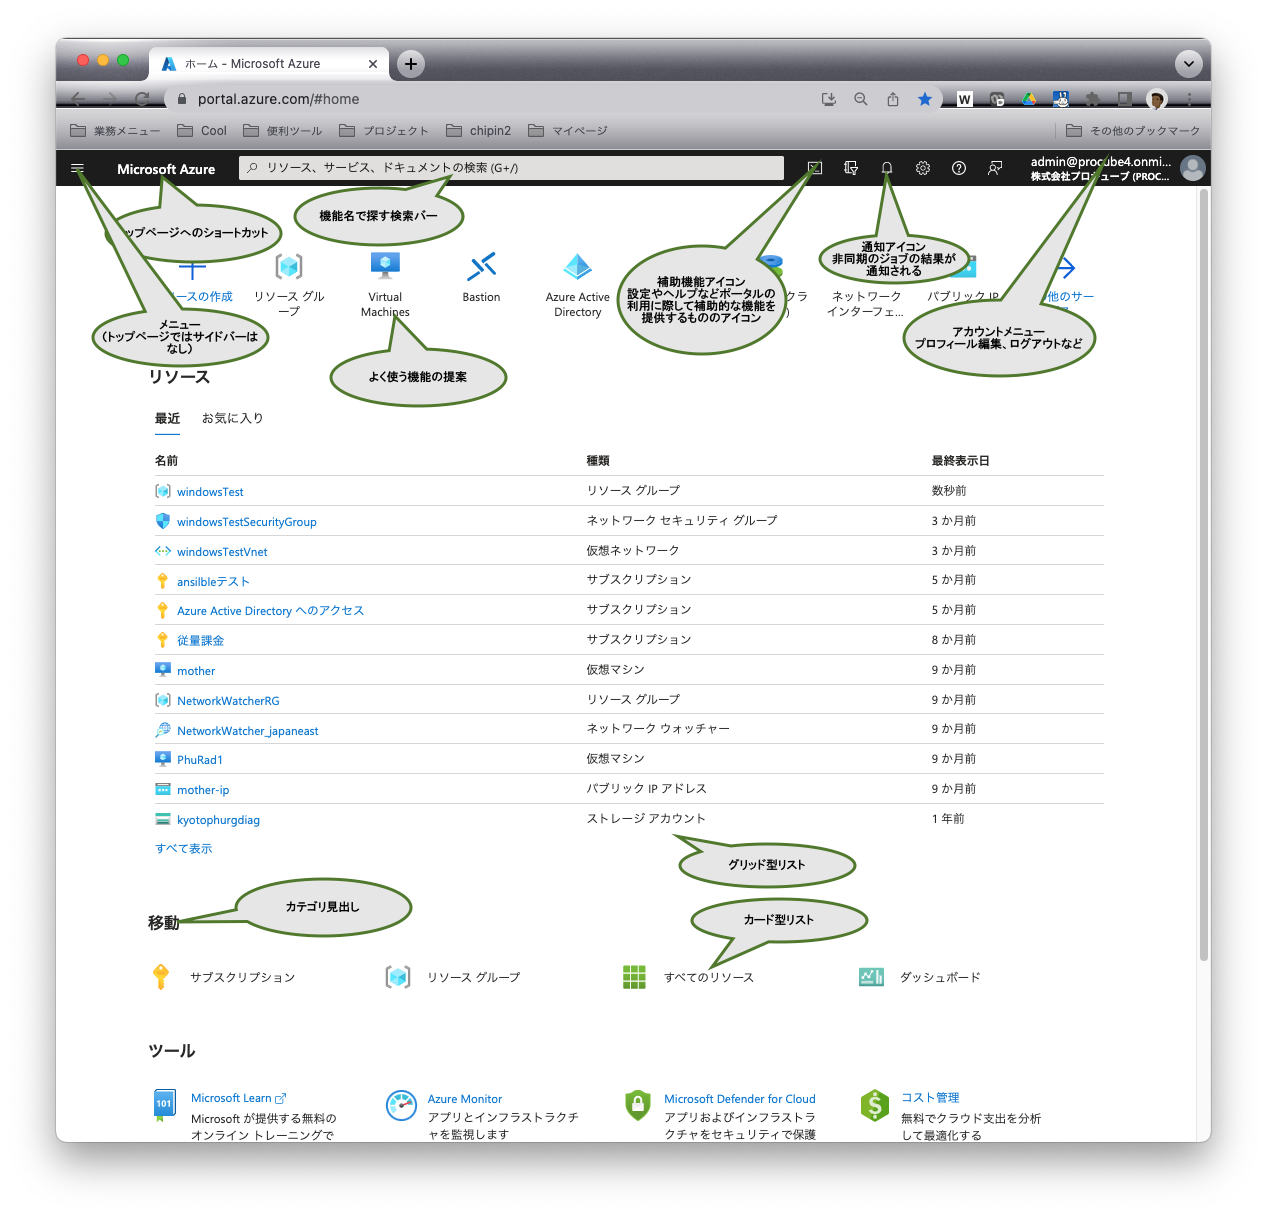 ホーム - Microsoft Azure
portal.azure.com/#home
業務メニュー
Cool
便利ツール
プロジェクト
chipin2
マイページ
その他のブックマーク
Microsoft Azure
リソース、サービス、ドキュメントの検索 (G+/)
admin@procube4.onmi...
株式会社プロキューブ (PROC...
トップページへのショートカット
機能名で探す検索バー
通知アイコン
非同期のジョブの結果が
通知される
補助機能アイコン
設定やヘルプなどポータルの
利用に際して補助的な機能を
提供するもののアイコン
アカウントメニュー
プロフィール編集、ログアウトなど
メニュー
(トップページではサイドバーは
なし)
よく使う機能の提案
ースの作成
リソース グル
ープ
Virtual
Machines
Bastion
Azure Active
Directory
クラ
)
ネットワーク
インターフェ...
パブリック IP
他のサー
リソース
最近
お気に入り
名前
種類
最終表示日
windowsTest
リソース グループ
数秒前
windowsTestSecurityGroup
ネットワーク セキュリティ グループ
3 か月前
windowsTestVnet
仮想ネットワーク
3 か月前
ansilbleテスト
サブスクリプション
5 か月前
Azure Active Directory へのアクセス
サブスクリプション
5 か月前
従量課金
サブスクリプション
8 か月前
mother
仮想マシン
9 か月前
NetworkWatcherRG
リソース グループ
9 か月前
NetworkWatcher_japaneast
ネットワーク ウォッチャー
9 か月前
PhuRad1
仮想マシン
9 か月前
mother-ip
パブリック IP アドレス
9 か月前
kyotophurgdiag
ストレージ アカウント
1 年前
すべて表示
グリッド型リスト
カテゴリ見出し
カード型リスト
移動
サブスクリプション
リソース グループ
すべてのリソース
ダッシュボード
ツール
101
Microsoft Learn
Microsoft が提供する無料の
オンライン トレーニングで
Azure Monitor
アプリとインフラストラクチ
ャを監視します
Microsoft Defender for Cloud
アプリおよびインフラストラ
クチャをセキュリティで保護
コスト管理
無料でクラウド支出を分析
して最適化する